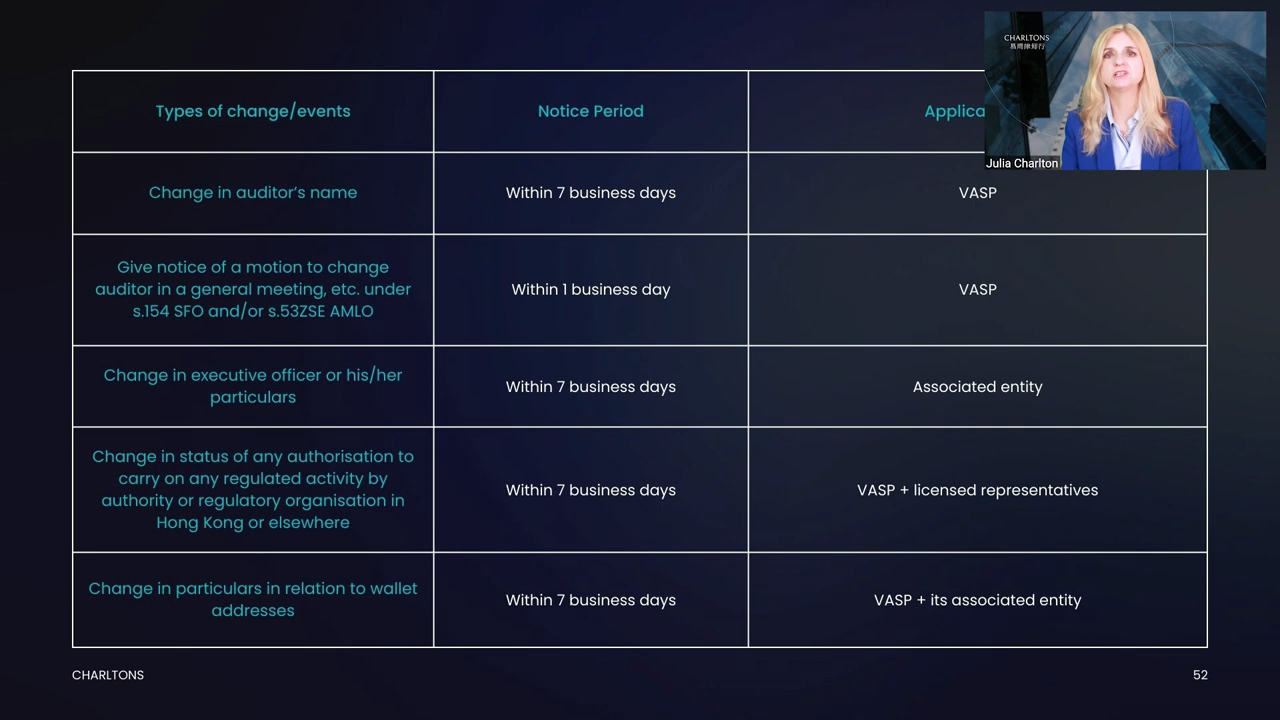 CHARLTONS
易周律師行
Julia Charlton
Types of change/events
Notice Period
Change in auditor’s name
Within 7 business days
VASP
Give notice of a motion to change
auditor in a general meeting, etc. under
s.154 SFO and/or s.53ZSE AMLO
Within 1 business day
VASP
Change in executive officer or his/her
particulars
Within 7 business days
Associated entity
Change in status of any authorisation to
carry on any regulated activity by
authority or regulatory organisation in
Hong Kong or elsewhere
Within 7 business days
VASP + licensed representatives
Change in particulars in relation to wallet
addresses
Within 7 business days
VASP + its associated entity
CHARLTONS
52